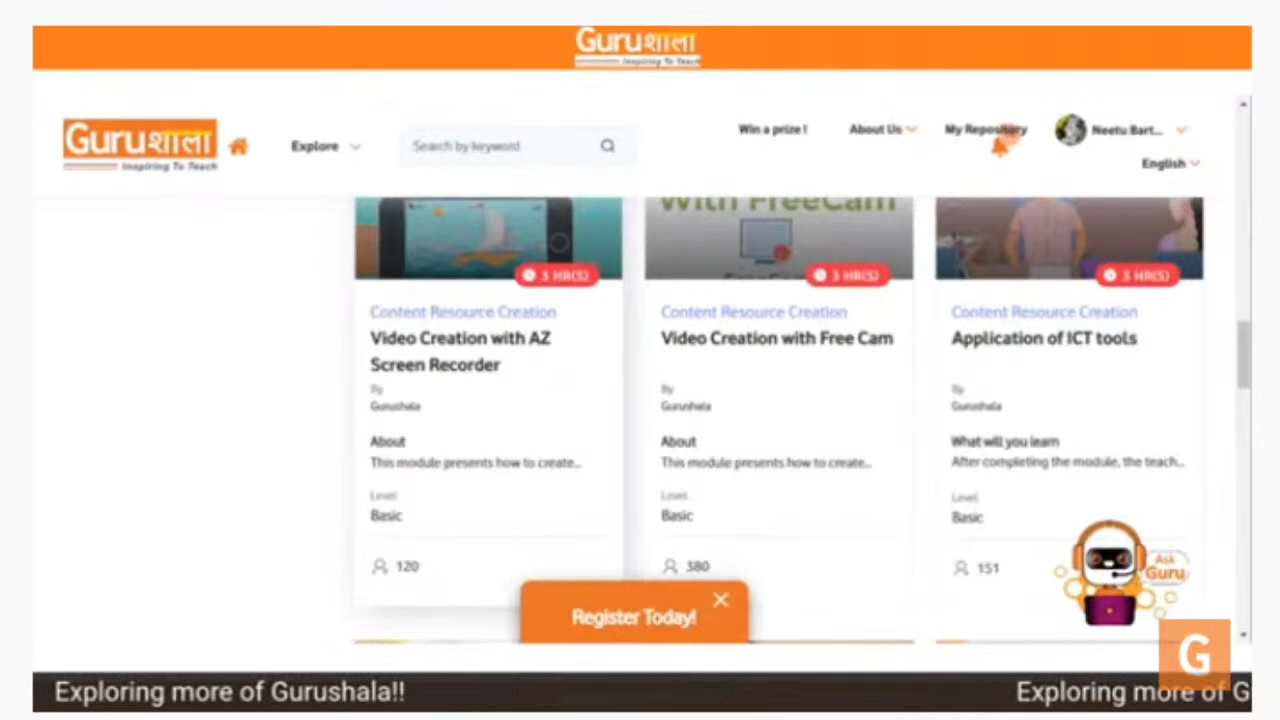 Guruशाला
Inspiring To Teach
Guruशाला
Inspiring To Teach
Explore
Search by keyword
Win a prize !
About Us
My Repository
Neetu Bart...
English
With FreeCam
3 HR(S)
3 HR(S)
3 HR(S)
Content Resource Creation
Video Creation with AZ
Screen Recorder
By
Gurushala
About
This module presents how to create...
Level
Basic
120
Content Resource Creation
Video Creation with Free Cam
By
Gurushala
About
This module presents how to create...
Level
Basic
380
Content Resource Creation
Application of ICT tools
By
Gurushala
What will you learn
After completing the module, the teach...
Level
Basic
151
Ask
Guru
Register Today!
G
Exploring more of Gurushala!!
Exploring more of G